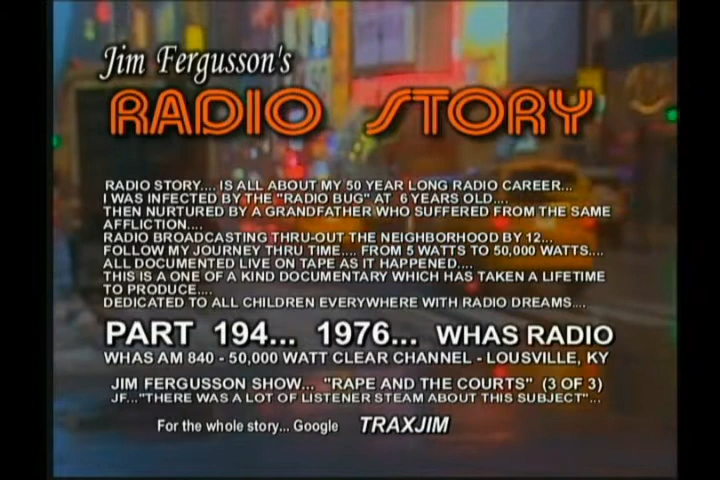 Jim Fergusson's
RADIO STORY
RADIO STORY.... IS ALL ABOUT MY 50 YEAR LONG RADIO CAREER...
I WAS INFECTED BY THE "RADIO BUG" AT 6 YEARS OLD....
THEN NURTURED BY A GRANDFATHER WHO SUFFERED FROM THE SAME
AFFLICTION....
RADIO BROADCASTING THRU-OUT THE NEIGHBORHOOD BY 12...
FOLLOW MY JOURNEY THRU TIME.... FROM 5 WATTS TO 50,000 WATTS....
ALL DOCUMENTED LIVE ON TAPE AS IT HAPPENED....
THIS IS A ONE OF A KIND DOCUMENTARY WHICH HAS TAKEN A LIFETIME
TO PRODUCE....
DEDICATED TO ALL CHILDREN EVERYWHERE WITH RADIO DREAMS....
PART 194... 1976... WHAS RADIO
WHAS AM 840 - 50,000 WATT CLEAR CHANNEL - LOUSVILLE, KY
JIM FERGUSSON SHOW... "RAPE AND THE COURTS" (3 OF 3)
JF..."THERE WAS A LOT OF LISTENER STEAM ABOUT THIS SUBJECT"...
For the whole story... Google TRAXJIM